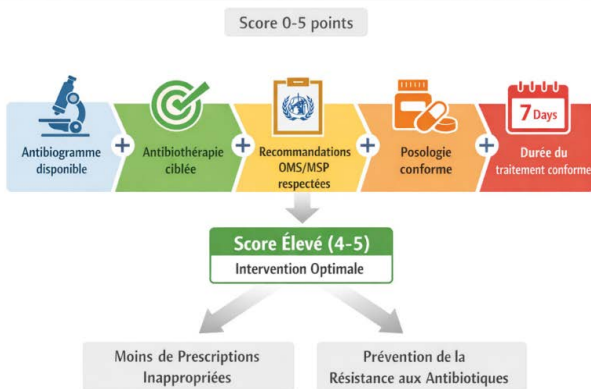 Score 0-5 points
Antibiogramme
disponible
+
Antibiothérapie
ciblée
+
Recommandations
OMS/MSP
respectées
+
Posologie
conforme
+
7 Days
Durée du
traitement conforme
Score Élevé (4-5)
Intervention Optimale
Moins de Prescriptions
Inappropriées
Prévention de la
Résistance aux Antibiotiques